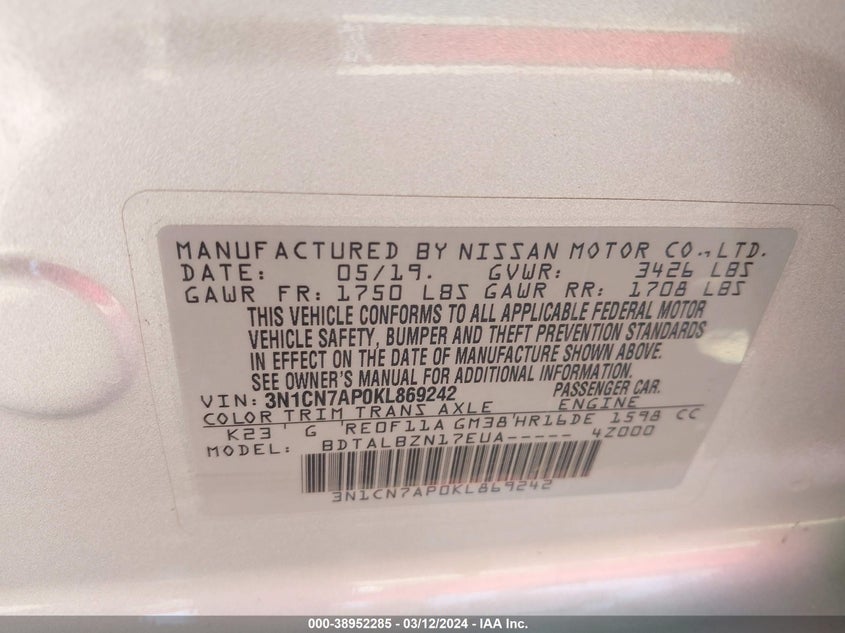 MANUFACTURED BY NISSAN MOTOR CO.,LTD.
DATE: 05/19. GVWR: 3426 LBS
GAWR FR: 1750 LBS GAWR RR: 1708 LBS
THIS VEHICLE CONFORMS TO ALL APPLICABLE FEDERAL MOTOR
VEHICLE SAFETY, BUMPER AND THEFT PREVENTION STANDARDS
IN EFFECT ON THE DATE OF MANUFACTURE SHOWN ABOVE.
SEE OWNER'S MANUAL FOR ADDITIONAL INFORMATION.
VIN: 3N1CN7AP0KL869242 PASSENGER CAR.
COLOR TRIM TRANS AXLE ENGINE
K23' G 'RE0F11A GM38'HR16DE 1598 CC
MODEL: BDTALBZN17EUA----- 4Z000
3N1CN7AP0KL869242
000-38952285 - 03/12/2024 - IAA Inc.